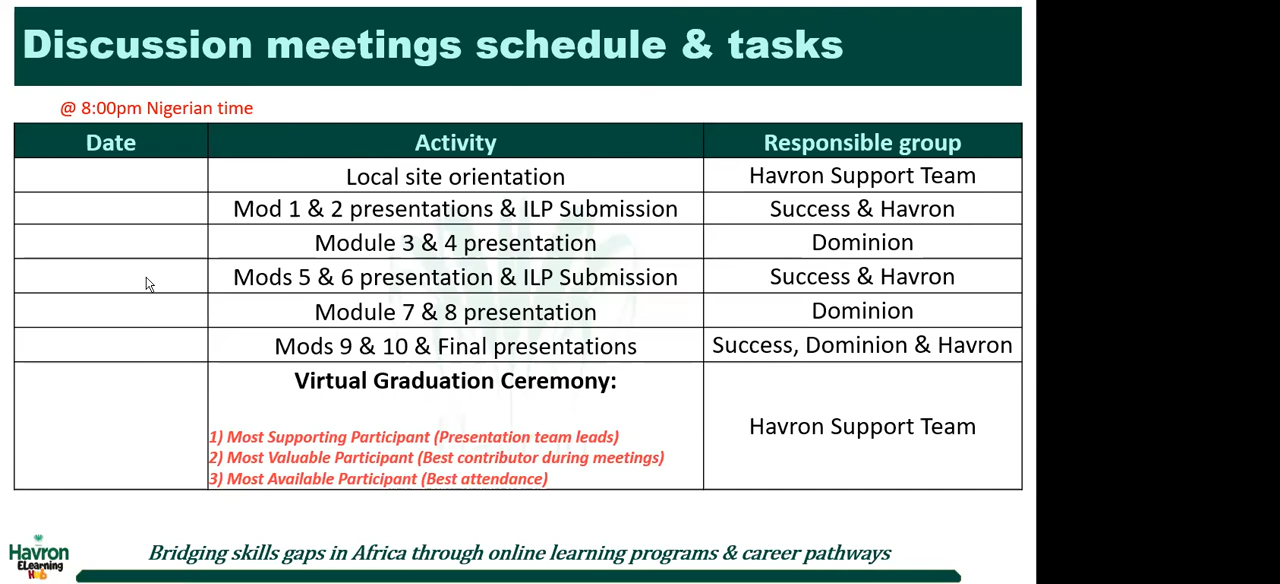 Discussion meetings schedule & tasks
@ 8:00pm Nigerian time
Date Activity Responsible group
Local site orientation Havron Support Team
Mod 1 & 2 presentations & ILP Submission Success & Havron
Module 3 & 4 presentation Dominion
Mods 5 & 6 presentation & ILP Submission Success & Havron
Module 7 & 8 presentation Dominion
Mods 9 & 10 & Final presentations Success, Dominion & Havron
Virtual Graduation Ceremony:
Havron Support Team
1) Most Supporting Participant (Presentation team leads)
2) Most Valuable Participant (Best contributor during meetings)
3) Most Available Participant (Best attendance)
Havron
ELearning
Hub
Bridging skills gaps in Africa through online learning programs & career pathways